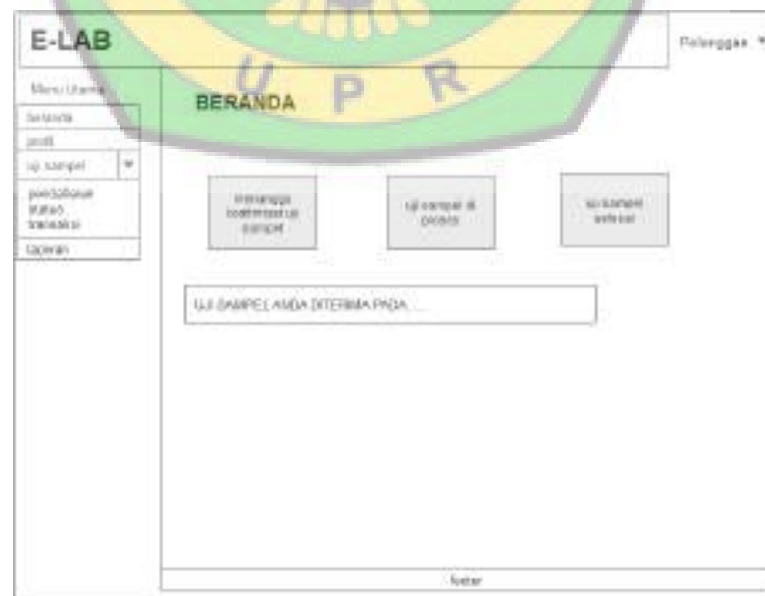 E-LAB
Pelanggan
U P R
Menu Utama
beranda
profil
uji sampel
pendaftaran
status
transaksi
laporan
BERANDA
menunggu
konfirmasi uji
sampel
uji sampel di
proses
uji sampel
selesai
UJI SAMPEL ANDA DITERIMA PADA.....
footer